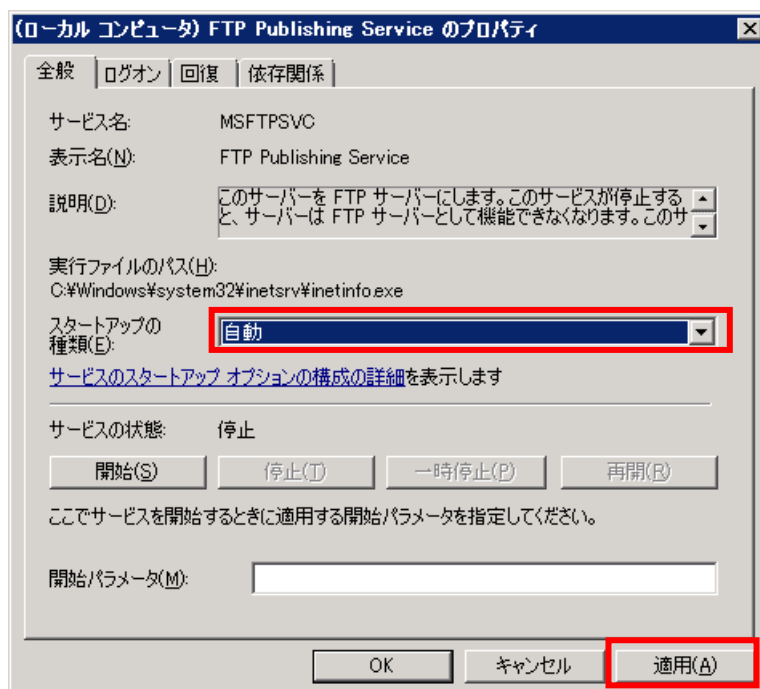 (ローカル コンピュータ) FTP Publishing Service のプロパティ
全般 ログオン 回復 依存関係
サービス名: MSFTPSVC
表示名(N): FTP Publishing Service
説明(D): このサーバーを FTP サーバーにします。このサービスが停止する
と、サーバーは FTP サーバーとして機能できなくなります。このサ
実行ファイルのパス(H):
C:¥Windows¥system32¥inetsrv¥inetinfo.exe
スタートアップの
種類(E): 自動
サービスのスタートアップ オプションの構成の詳細を表示します
サービスの状態: 停止
開始(S) 停止(T) 一時停止(P) 再開(R)
ここでサービスを開始するときに適用する開始パラメータを指定してください。
開始パラメータ(M):
OK キャンセル 適用(A)